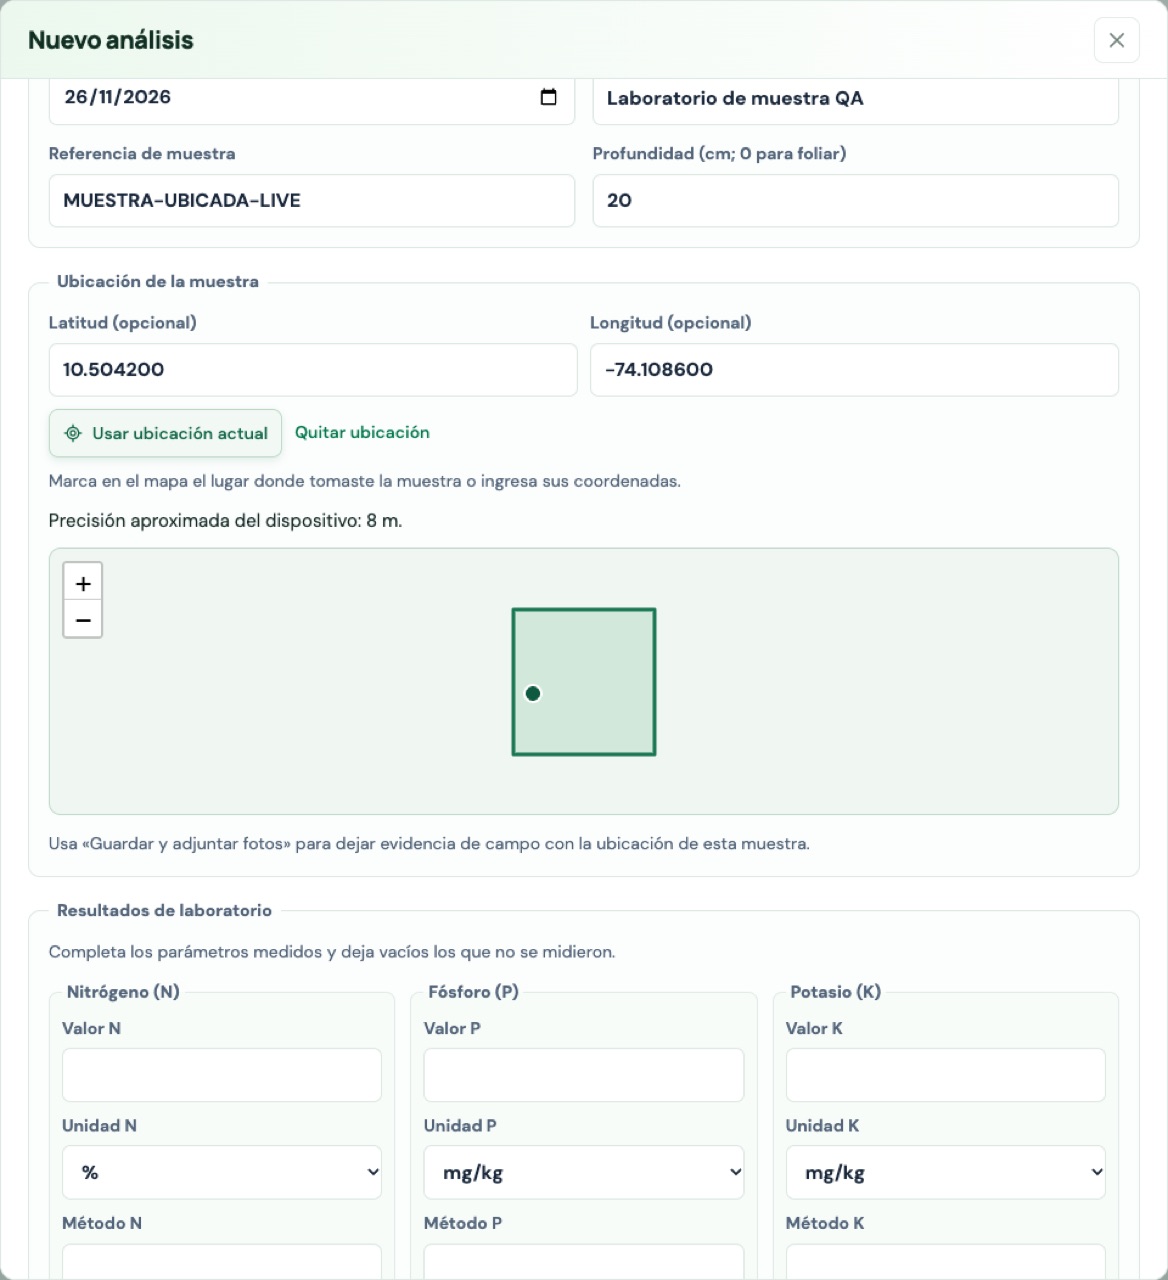 Nuevo análisis
26/11/2026
Laboratorio de muestra QA
Referencia de muestra
Profundidad (cm; 0 para foliar)
MUESTRA-UBICADA-LIVE
20
Ubicación de la muestra
Latitud (opcional)
Longitud (opcional)
10.504200
-74.108600
Usar ubicación actual
Quitar ubicación
Marca en el mapa el lugar donde tomaste la muestra o ingresa sus coordenadas.
Precisión aproximada del dispositivo: 8 m.
+
−
Usa «Guardar y adjuntar fotos» para dejar evidencia de campo con la ubicación de esta muestra.
Resultados de laboratorio
Completa los parámetros medidos y deja vacíos los que no se midieron.
Nitrógeno (N)
Fósforo (P)
Potasio (K)
Valor N
Valor P
Valor K
Unidad N
Unidad P
Unidad K
%
mg/kg
mg/kg
Método N
Método P
Método K